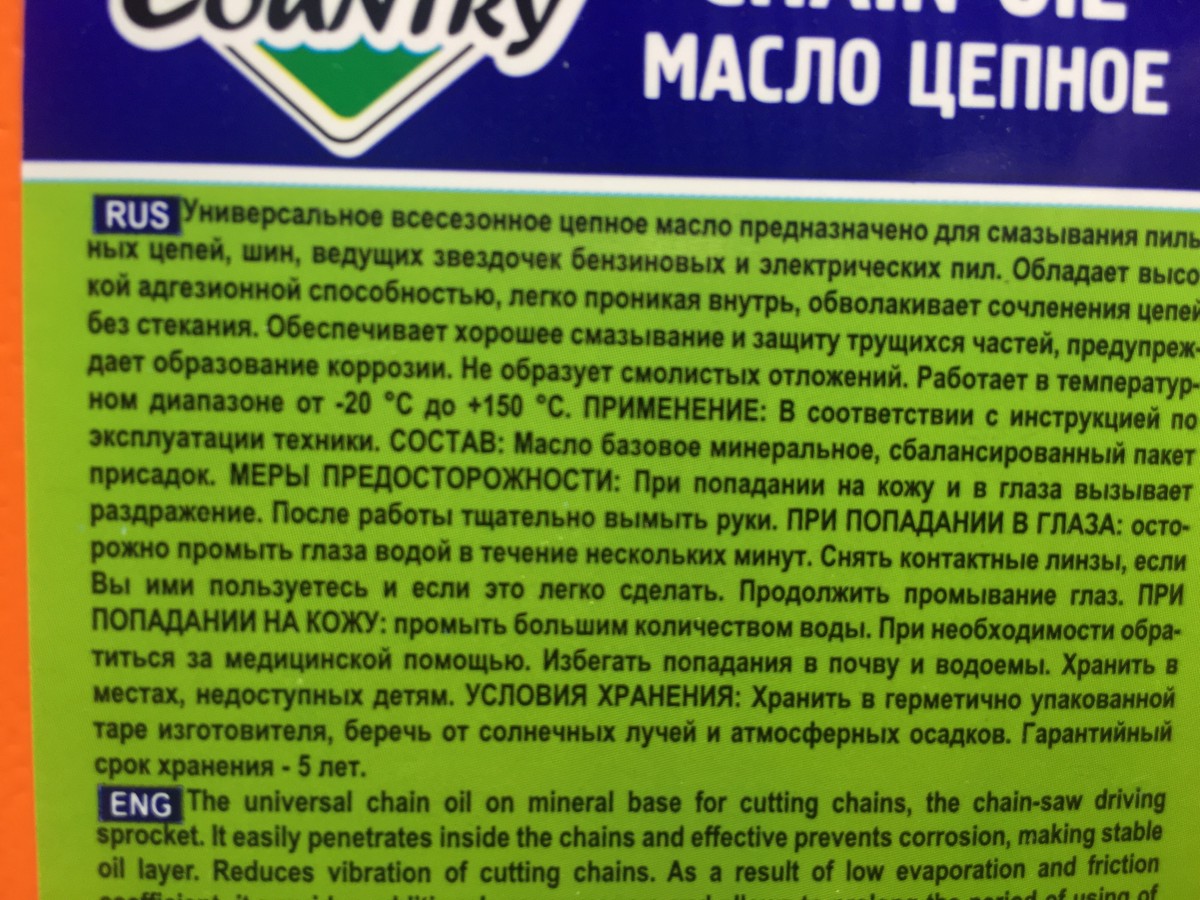 COUNTRY
CHAIN OIL
МАСЛО ЦЕПНОЕ
RUS Универсальное всесезонное цепное масло предназначено для смазывания пиль
ных цепей, шин, ведущих звездочек бензиновых и электрических пил. Обладает высо
кой адгезионной способностью, легко проникая внутрь, обволакивает сочленения цепей
без стекания. Обеспечивает хорошее смазывание и защиту трущихся частей, предупреж-
дает образование коррозии. Не образует смолистых отложений. Работает в температур-
ном диапазоне от -20 °C до +150 °C. ПРИМЕНЕНИЕ: В соответствии с инструкцией по
эксплуатации техники. СОСТАВ: Масло базовое минеральное, сбалансированный пакет
присадок. МЕРЫ ПРЕДОСТОРОЖНОСТИ: При попадании на кожу и в глаза вызывает
раздражение. После работы тщательно вымыть руки. ПРИ ПОПАДАНИИ В ГЛАЗА: осто-
рожно промыть глаза водой в течение нескольких минут. Снять контактные линзы, если
Вы ими пользуетесь и если это легко сделать. Продолжить промывание глаз. ПРИ
ПОПАДАНИИ НА КОЖУ: промыть большим количеством воды. При необходимости обра-
титься за медицинской помощью. Избегать попадания в почву и водоемы. Хранить в
местах, недоступных детям. УСЛОВИЯ ХРАНЕНИЯ: Хранить в герметично упакованной
таре изготовителя, беречь от солнечных лучей и атмосферных осадков. Гарантийный
срок хранения - 5 лет.
ENG The universal chain oil on mineral base for cutting chains, the chain-saw driving
sprocket. It easily penetrates inside the chains and effective prevents corrosion, making stable
oil layer. Reduces vibration of cutting chains. As a result of low evaporation and friction